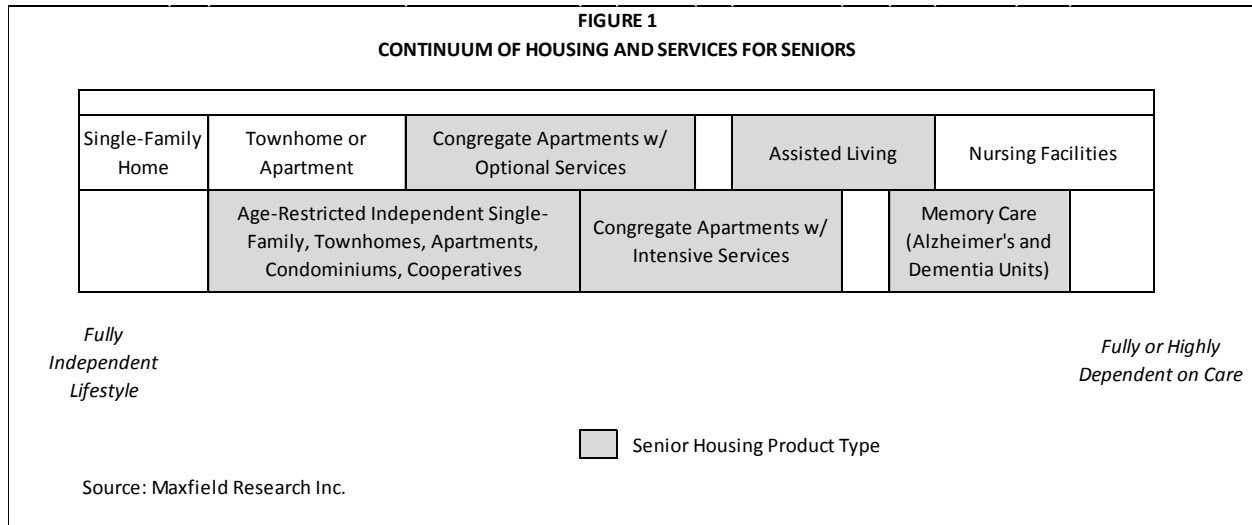 FIGURE 1
CONTINUUM OF HOUSING AND SERVICES FOR SENIORS
Single-Family
Home
Townhome or
Apartment
Congregate Apartments w/
Optional Services
Assisted Living
Nursing Facilities
Age-Restricted Independent Single-
Family, Townhomes, Apartments,
Condominiums, Cooperatives
Congregate Apartments w/
Intensive Services
Memory Care
(Alzheimer's and
Dementia Units)
Fully
Independent
Lifestyle
Fully or Highly
Dependent on Care
Senior Housing Product Type
Source: Maxfield Research Inc.